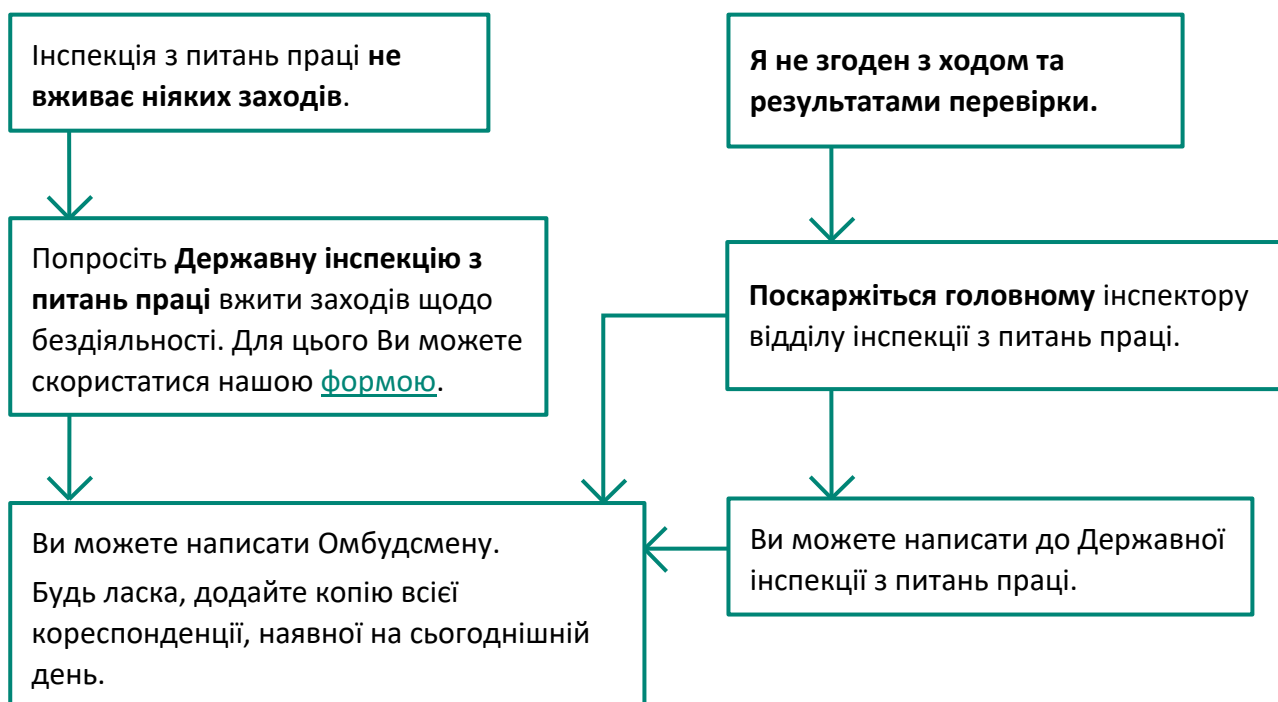 Інспекція з питань праці не
вживає ніяких заходів.
Я не згоден з ходом та
результатами перевірки.
Попросіть Державну інспекцію з
питань праці вжити заходів щодо
бездіяльності. Для цього Ви можете
скористатися нашою формою.
Поскаржіться головному інспектору
відділу інспекції з питань праці.
Ви можете написати Омбудсмену.
Будь ласка, додайте копію всієї
кореспонденції, наявної на сьогоднішній
день.
Ви можете написати до Державної
інспекції з питань праці.